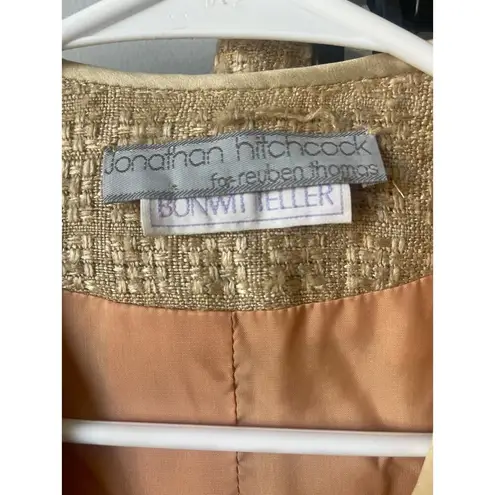 Jonathan hitchcock
for reuben thomas
BONWIT TELLER